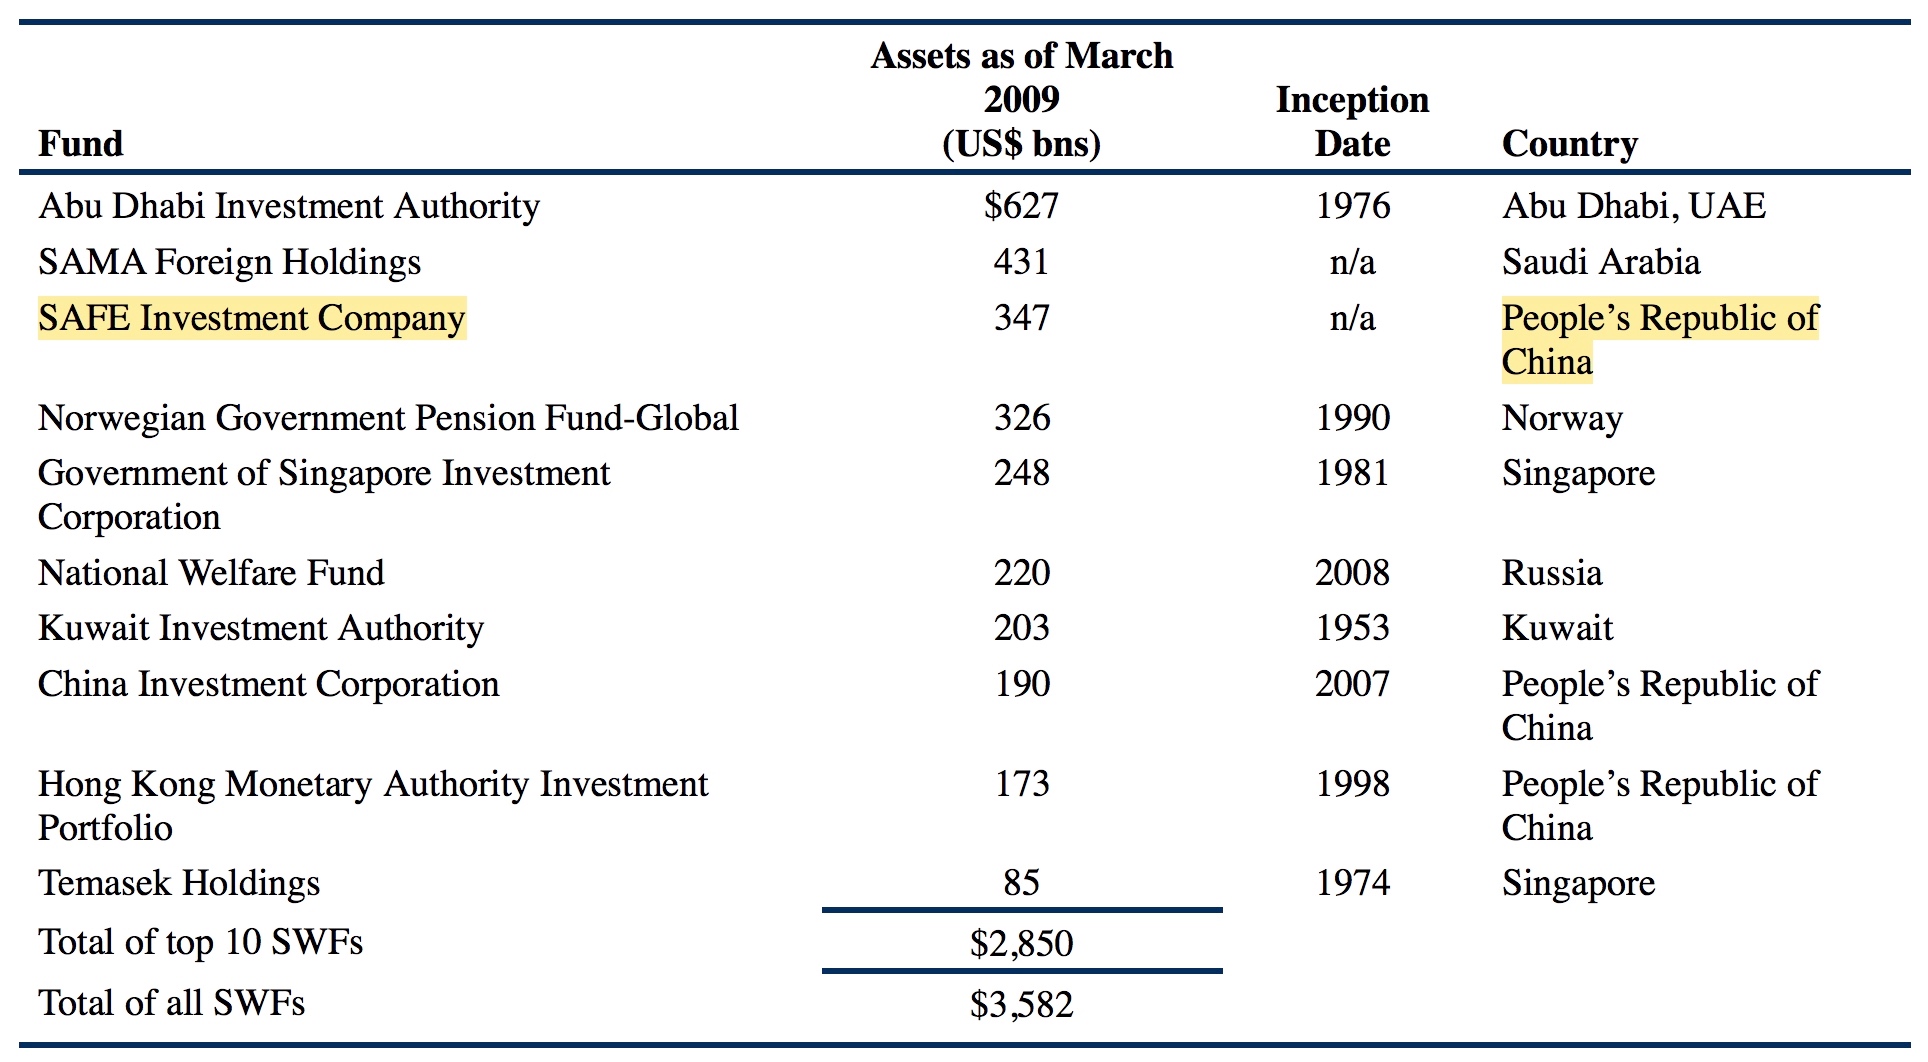 Assets as of March
2009
(US$ bns)
Inception
Date
Fund
Country
Abu Dhabi Investment Authority $627 1976 Abu Dhabi, UAE
SAMA Foreign Holdings 431 n/a Saudi Arabia
SAFE Investment Company 347 n/a People’s Republic of
China
Norwegian Government Pension Fund-Global 326 1990 Norway
Government of Singapore Investment 248 1981 Singapore
Corporation
National Welfare Fund 220 2008 Russia
Kuwait Investment Authority 203 1953 Kuwait
China Investment Corporation 190 2007 People’s Republic of
China
Hong Kong Monetary Authority Investment 173 1998 People’s Republic of
Portfolio China
Temasek Holdings 85 1974 Singapore
Total of top 10 SWFs $2,850
Total of all SWFs $3,582